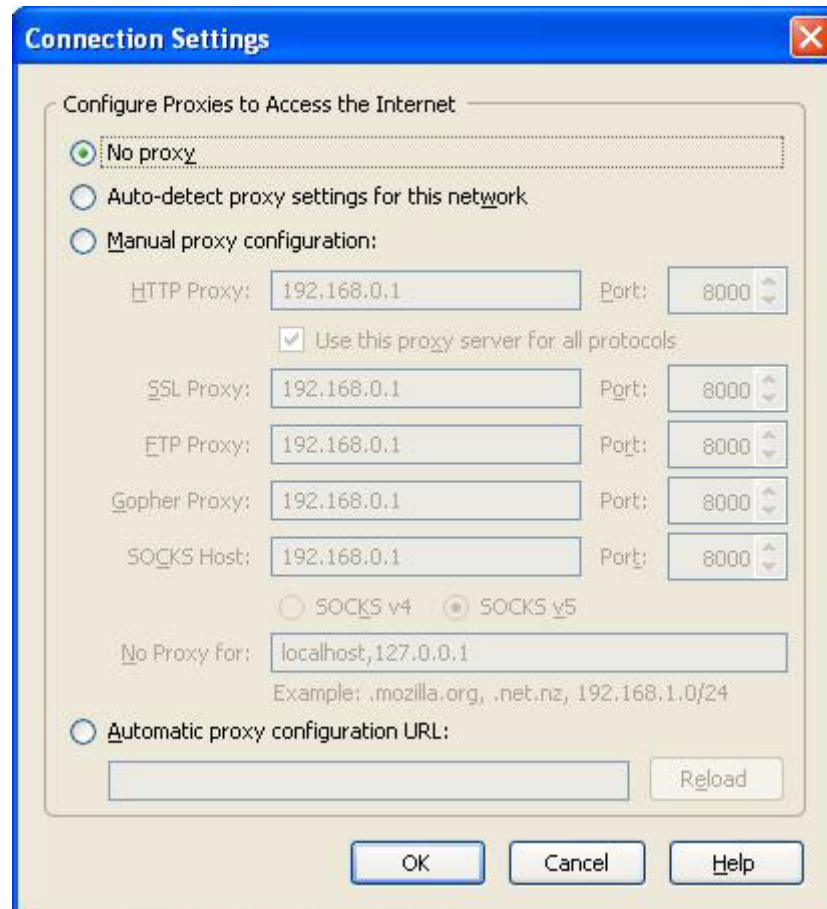 Connection Settings
Configure Proxies to Access the Internet
No proxy
Auto-detect proxy settings for this network
Manual proxy configuration:
HTTP Proxy: 192.168.0.1 Port: 8000
Use this proxy server for all protocols
SSL Proxy: 192.168.0.1 Port: 8000
FTP Proxy: 192.168.0.1 Port: 8000
Gopher Proxy: 192.168.0.1 Port: 8000
SOCKS Host: 192.168.0.1 Port: 8000
SOCKS v4 SOCKS v5
No Proxy for: localhost,127.0.0.1
Example: .mozilla.org, .net.nz, 192.168.1.0/24
Automatic proxy configuration URL:
Reload
OK Cancel Help